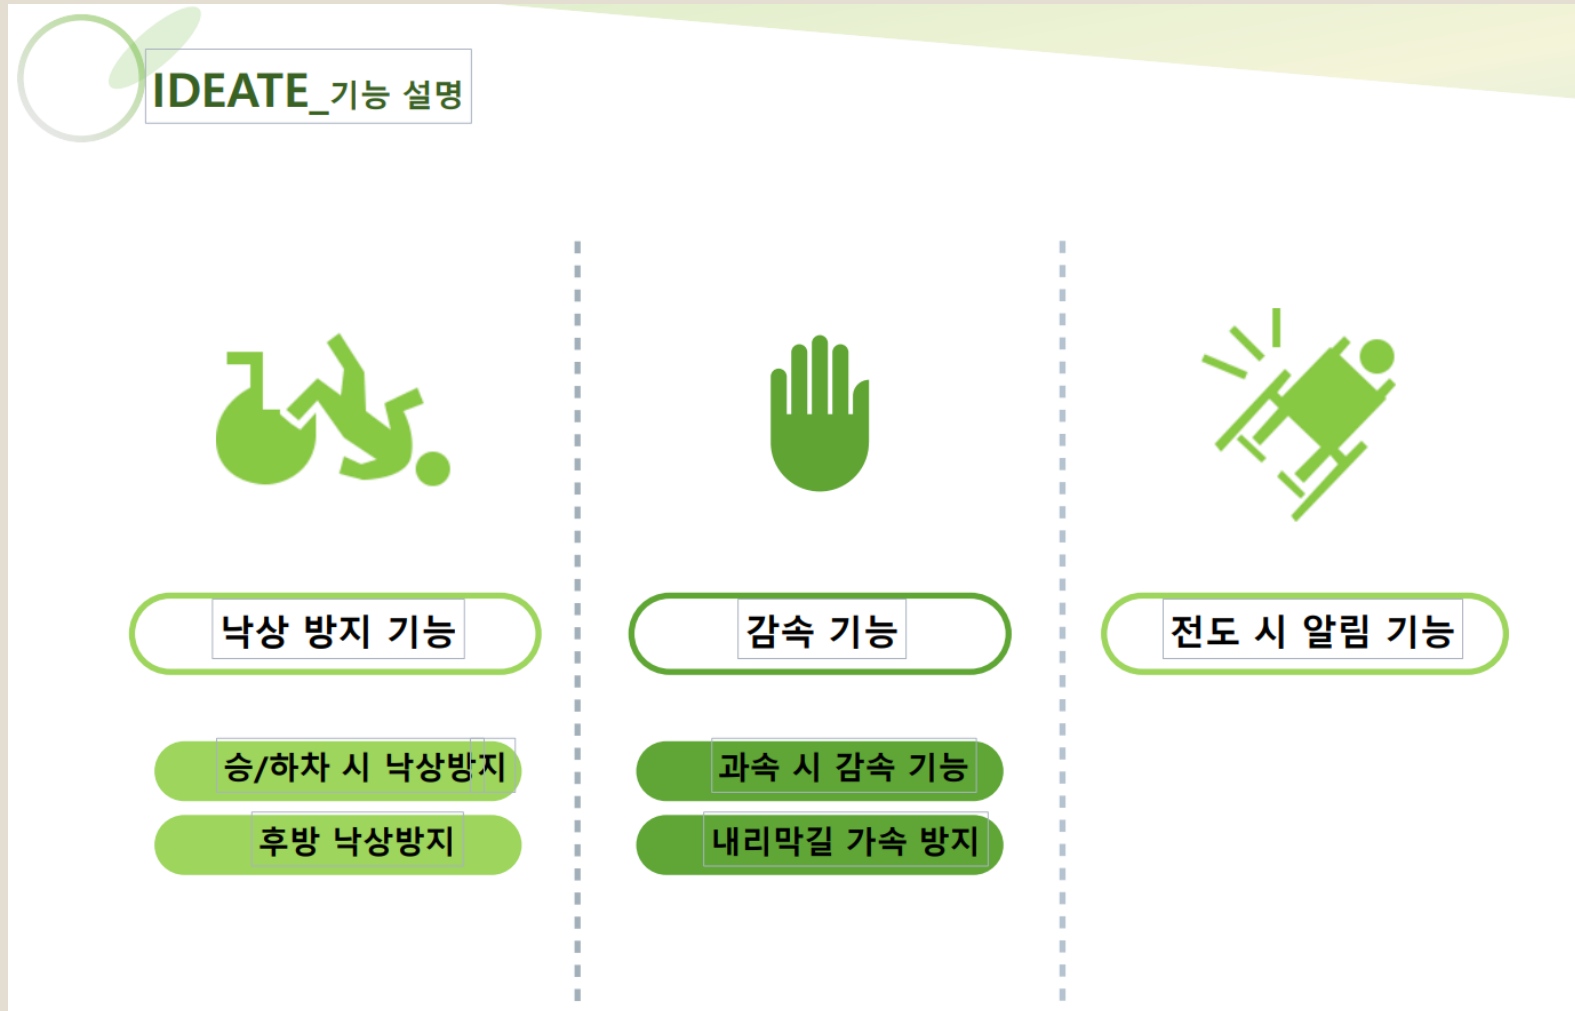 IDEATE_기능 설명
낙상 방지 기능
승/하차 시 낙상방지
후방 낙상방지
감속 기능
과속 시 감속 기능
내리막길 가속 방지
전도 시 알림 기능